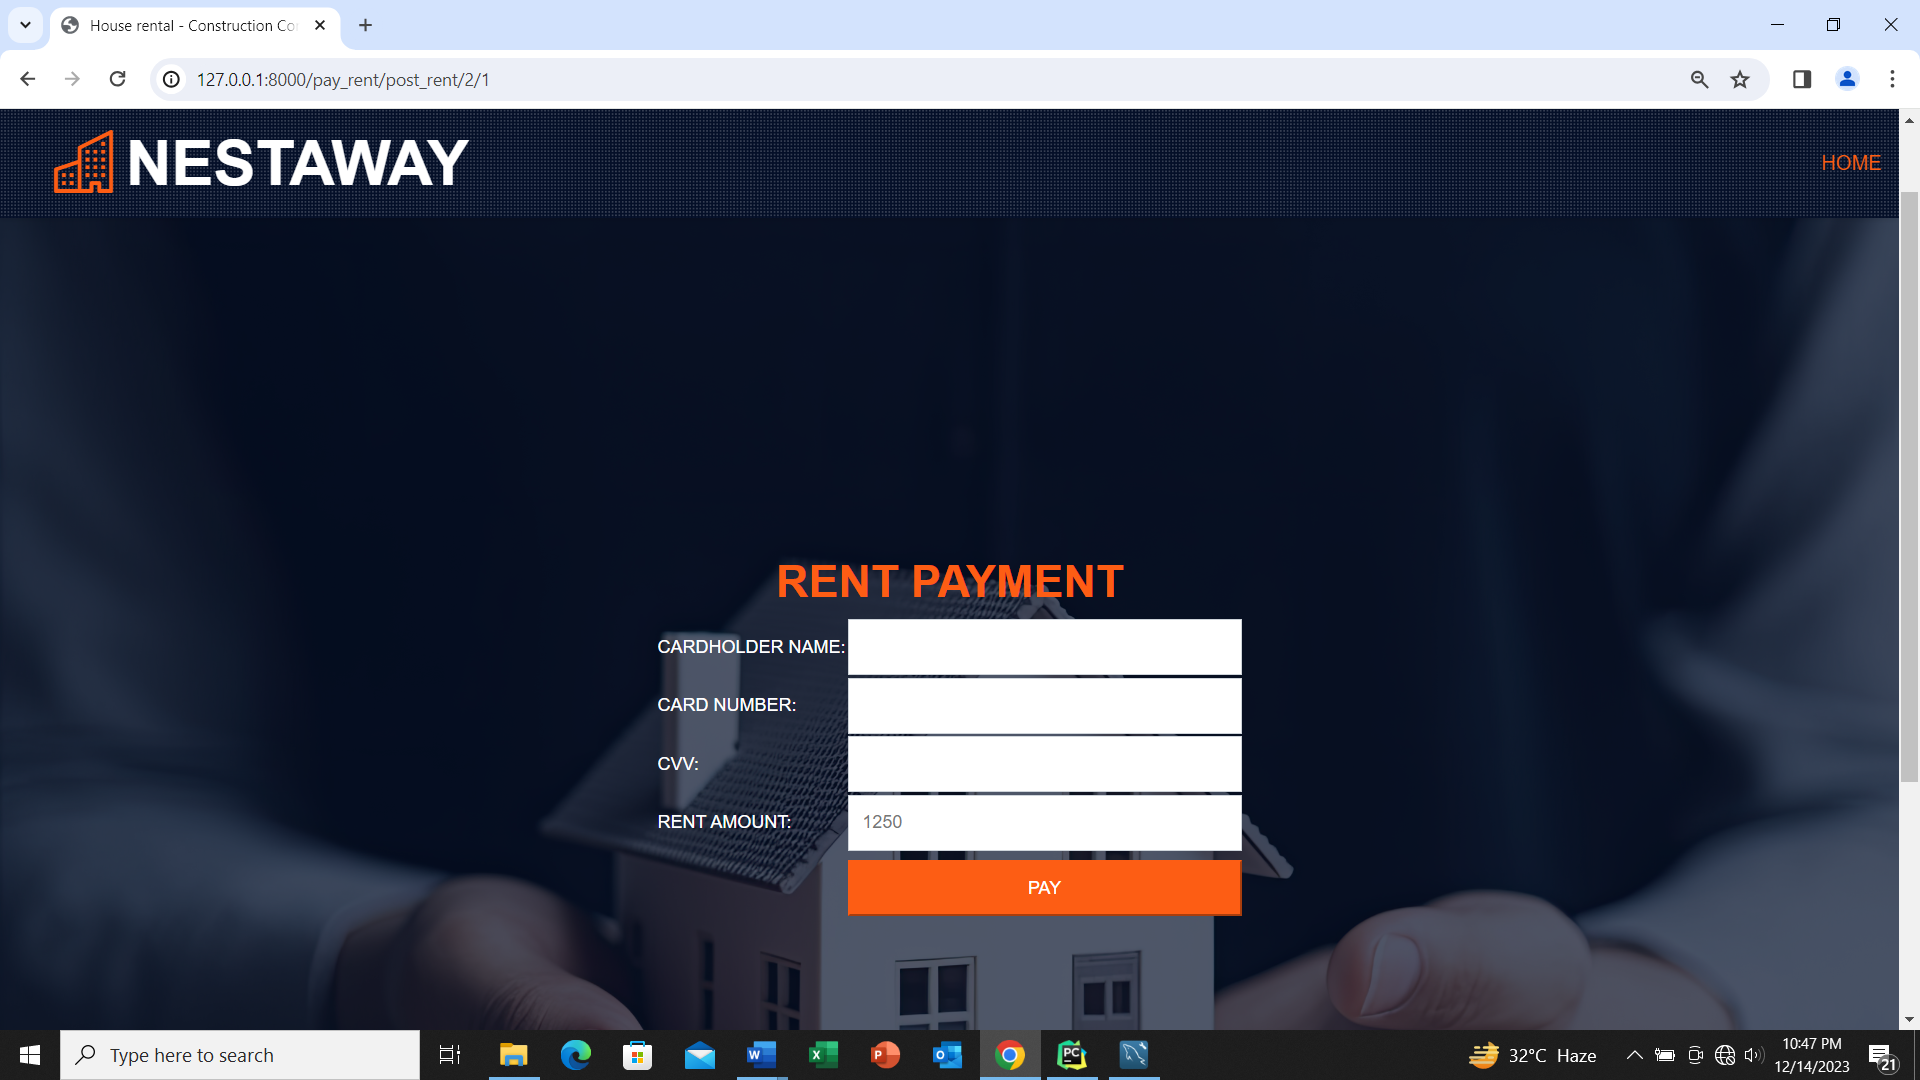 House rental - Construction Co
127.0.0.1:8000/pay_rent/post_rent/2/1
NESTAWAY
HOME
RENT PAYMENT
CARDHOLDER NAME:
CARD NUMBER:
CVV:
RENT AMOUNT: 1250
PAY
Type here to search
W
X
P
O
PC
32°C Haze
10:47 PM
12/14/2023
21